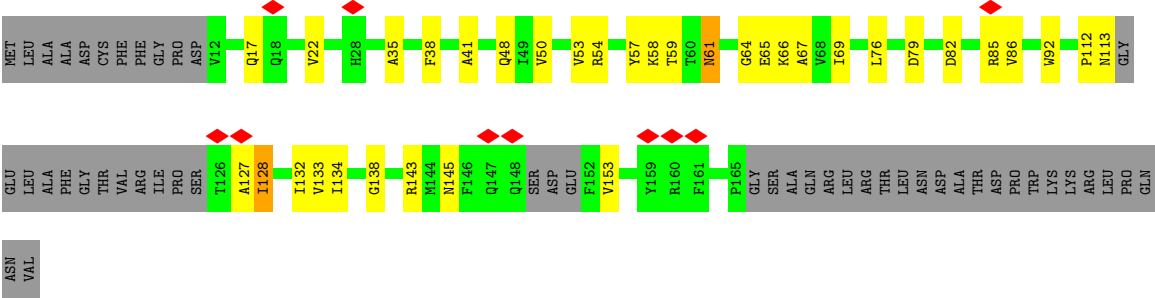 MET LEU ALA ALA ASP CYS PHE PHE GLY PRO ASP V12 Q17 Q18 V22 H28 A35 F38 A41 Q48 I49 V50 V53 R54 Y57 K58 T59 T60 N61 G64 E65 K66 A67 V68 I69 L76 D79 D82 R85 V86 W92 P112 N113 GLY
GLU LEU ALA PHE GLY THR VAL ARG ILE PRO SER T126 A127 I128 I132 V133 I134 G138 R143 M144 N145 F146 Q147 Q148 SER ASP GLU F152 V153 Y159 R160 F161 P165 GLY SER ALA GLN ARG LEU ARG THR LEU ASN ASP ALA THR ASP PRO TRP LYS LYS ARG LEU PRO GLN
ASN VAL